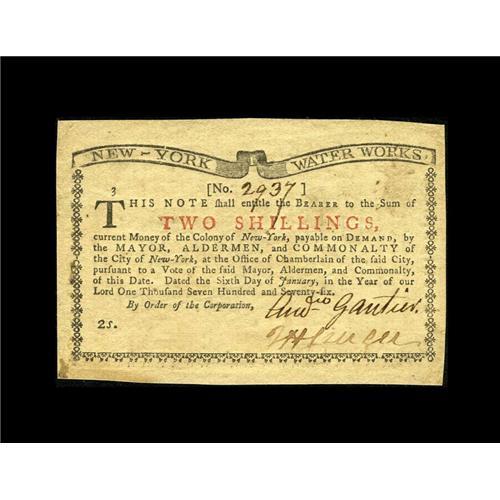 NEW-YORK WATER WORKS.
3
[No. 2937]
THIS NOTE ſhall entitle the BEARER to the Sum of
TWO SHILLINGS,
current Money of the Colony of New-York, payable on DEMAND, by
the MAYOR, ALDERMEN, and COMMONALTY of
the City of New-York, at the Office of Chamberlain of the ſaid City,
purſuant to a Vote of the ſaid Mayor, Aldermen, and Commonalty,
of this Date. Dated the Sixth Day of January, in the Year of our
Lord One Thouſand Seven Hundred and Seventy-ſix.
By Order of the Corporation,
And.w Gautier.
2s.